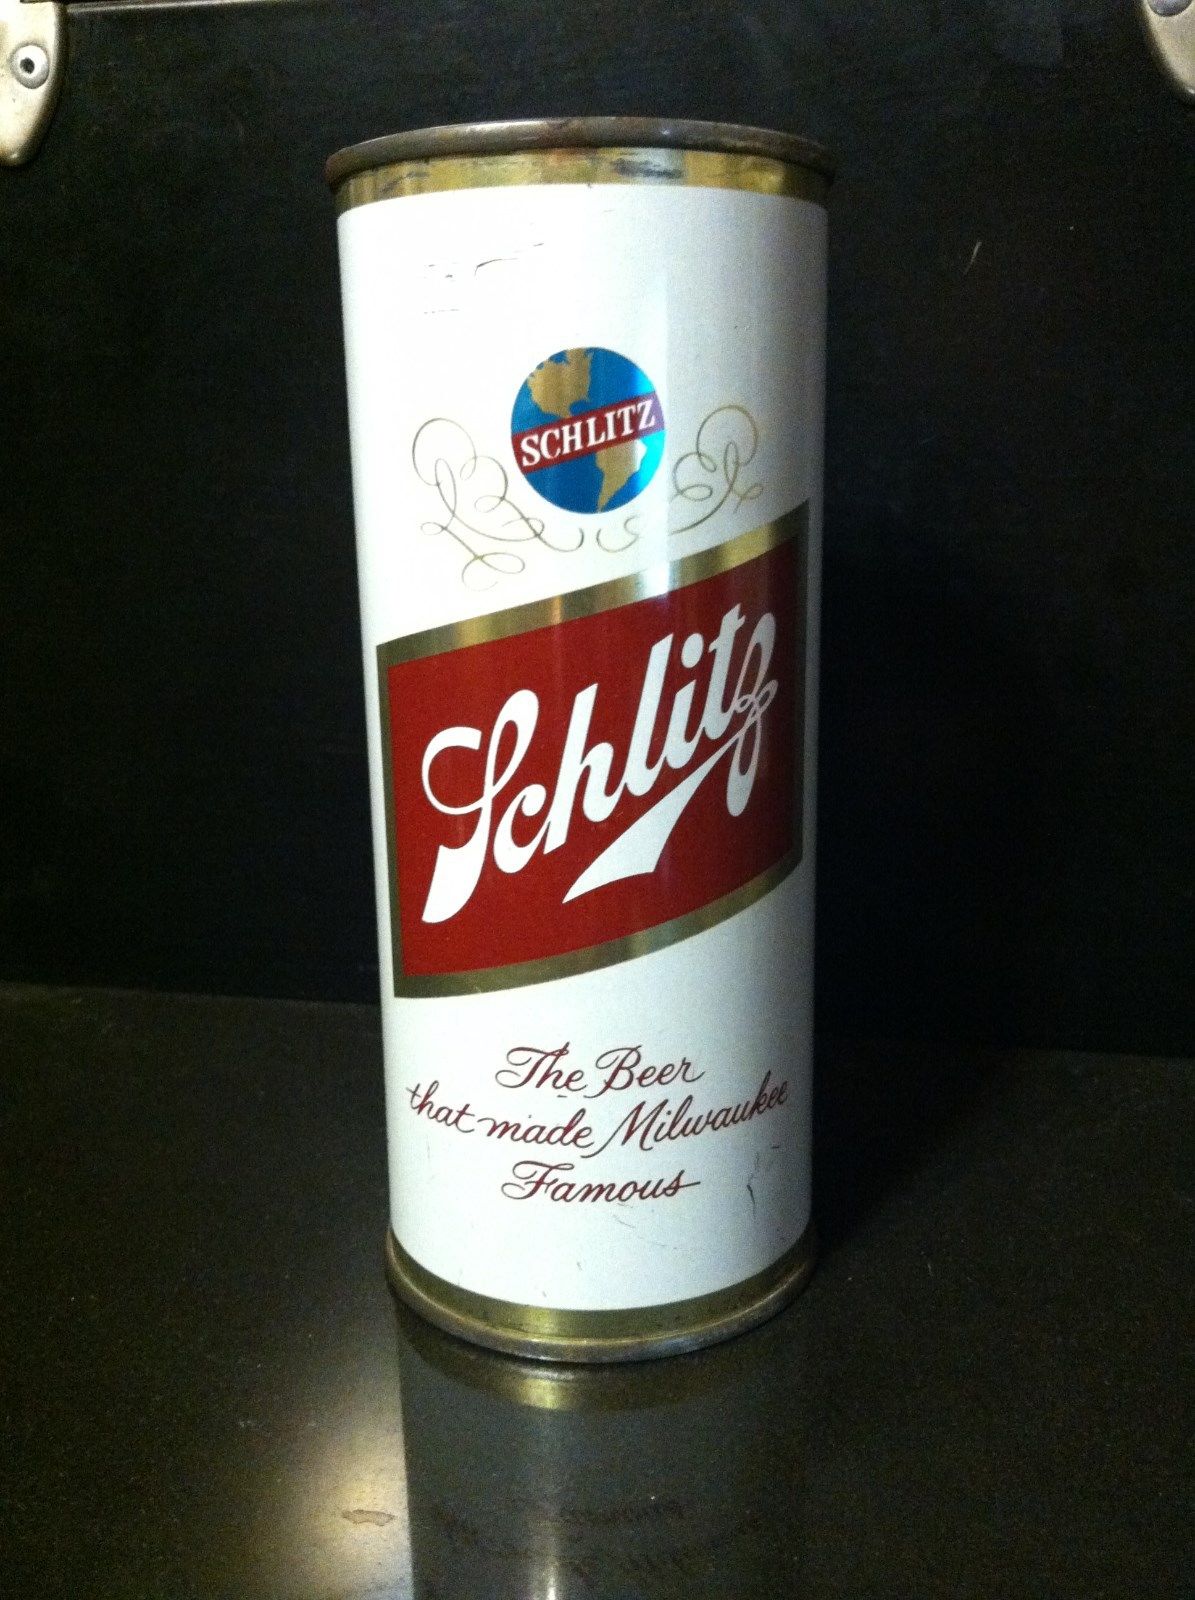 SCHLITZ
Schlitz
The Beer
that made Milwaukee
Famous